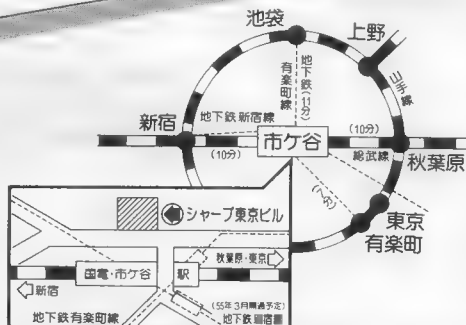 池袋
上野
地下鉄(11分)
有楽町線
山手線
地下鉄新宿線
新宿
市ケ谷
(10分)
(10分)
総武線
秋葉原
(7分)
東京
有楽町
シャープ東京ビル
国電・市ケ谷
駅
秋葉原・東京
新宿
(55年3月開通予定)
地下鉄有楽町線
地下鉄新宿線